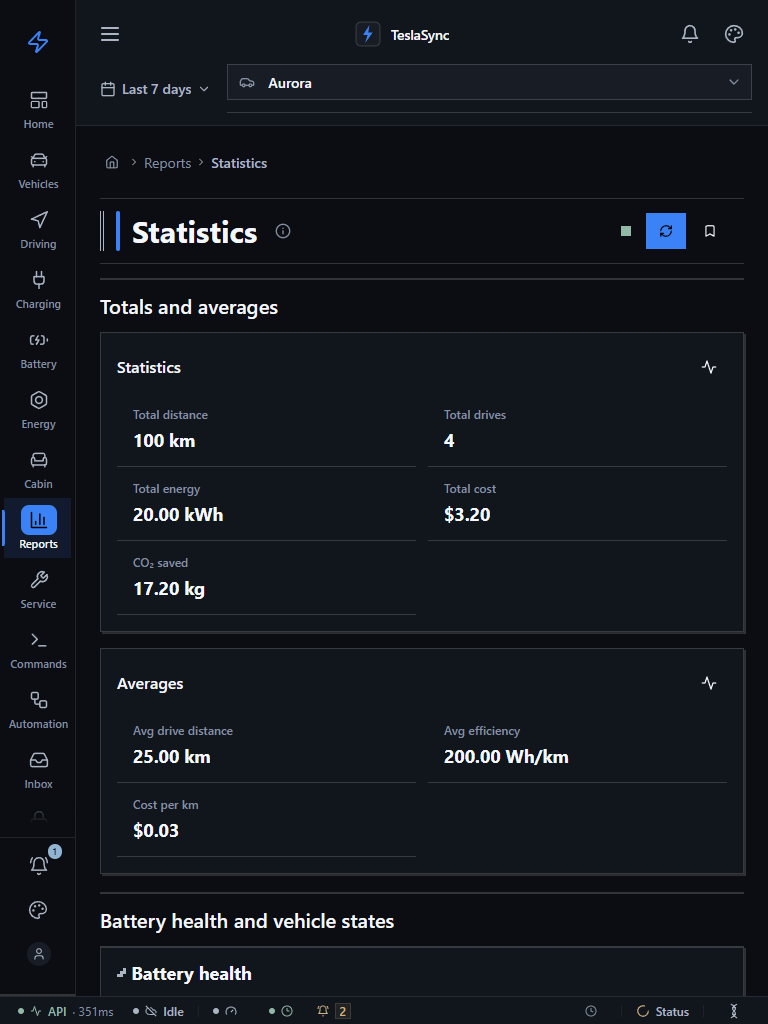 TeslaSync
Last 7 days
Aurora
Home
Vehicles
Driving
Charging
Battery
Energy
Cabin
Reports
Service
Commands
Automation
Inbox
1
Reports
Statistics
Statistics
Totals and averages
Statistics
Total distance
100 km
Total drives
4
Total energy
20.00 kWh
Total cost
$3.20
CO₂ saved
17.20 kg
Averages
Avg drive distance
25.00 km
Avg efficiency
200.00 Wh/km
Cost per km
$0.03
Battery health and vehicle states
Battery health
API · 351ms
Idle
2
Status